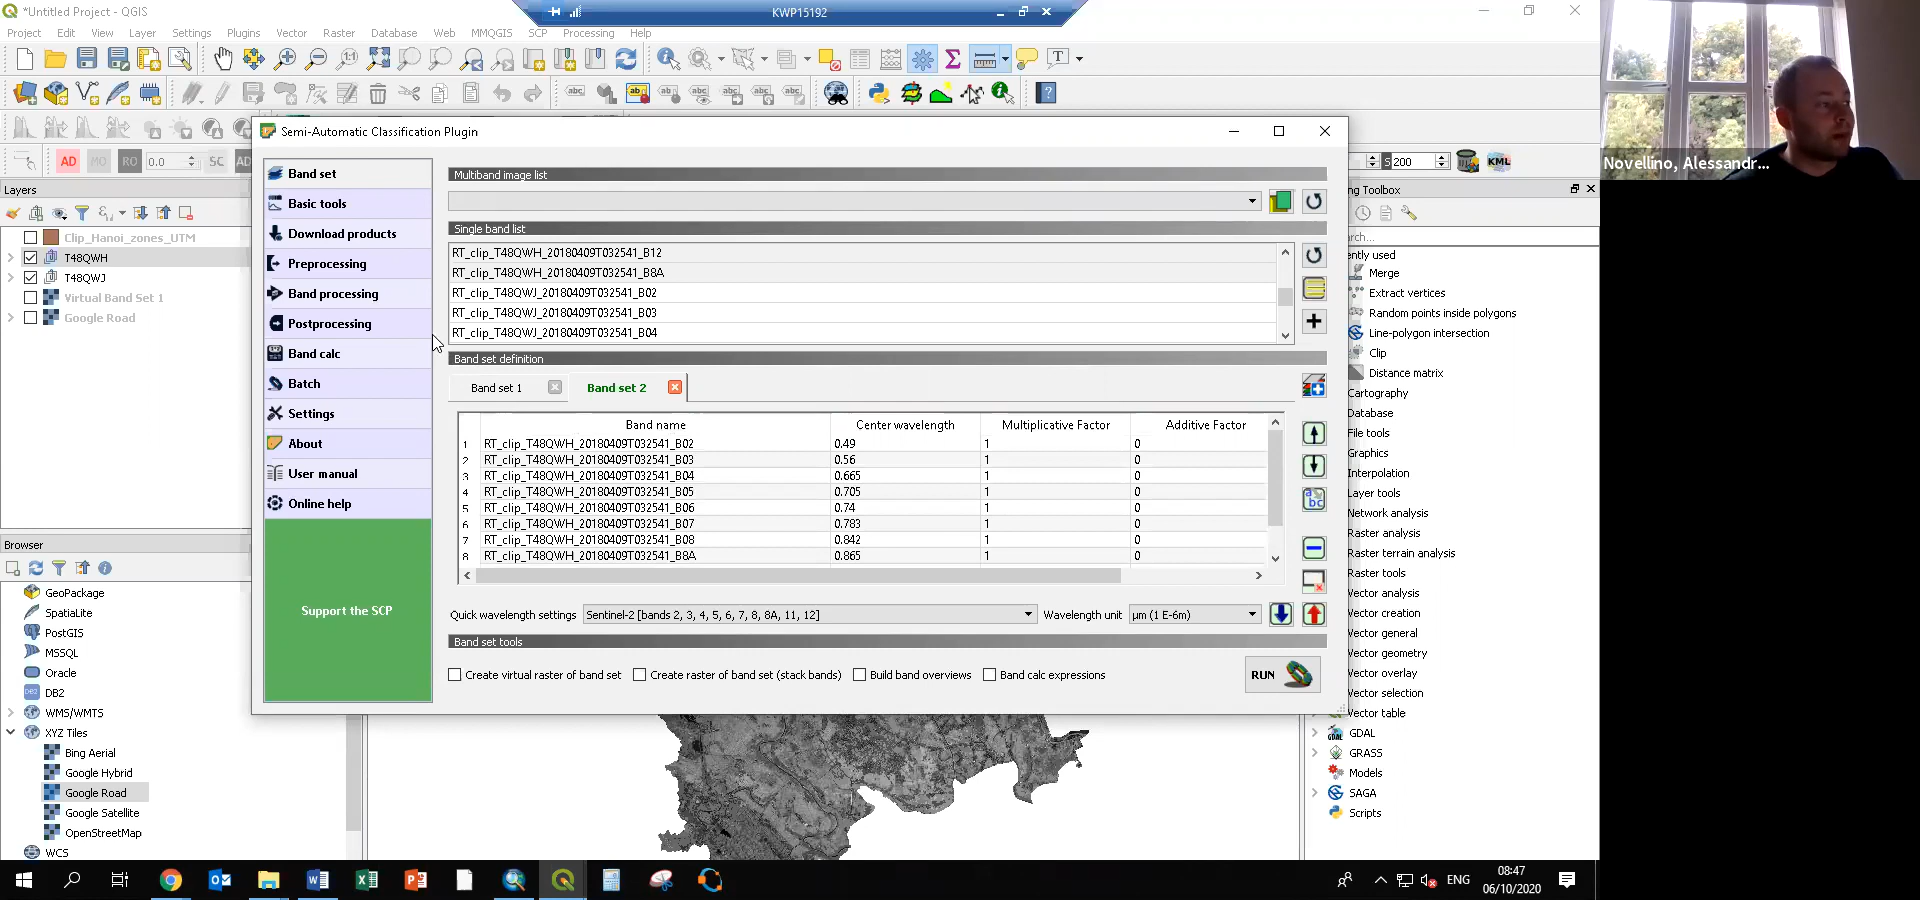 *Untitled Project - QGIS
KWP15192
Project Edit View Layer Settings Plugins Vector Raster Database Web MMQGIS SCP Processing Help
Semi-Automatic Classification Plugin
AD MO RO 0.0 SC AD
S 200 KML
Novellino, Alessandr...
Layers
Clip_Hanoi_zones_UTM
T48QWH
T48QWJ
Virtual Band Set 1
Google Road
Browser
GeoPackage
SpatiaLite
PostGIS
MSSQL
Oracle
DB2
WMS/WMTS
XYZ Tiles
Bing Aerial
Google Hybrid
Google Road
Google Satellite
OpenStreetMap
WCS
Band set
Basic tools
Download products
Preprocessing
Band processing
Postprocessing
Band calc
Batch
Settings
About
User manual
Online help
Support the SCP
Multiband image list
Single band list
RT_clip_T48QWH_20180409T032541_B12
RT_clip_T48QWH_20180409T032541_B8A
RT_clip_T48QWJ_20180409T032541_B02
RT_clip_T48QWJ_20180409T032541_B03
RT_clip_T48QWJ_20180409T032541_B04
Band set definition
Band set 1 Band set 2
Band name Center wavelength Multiplicative Factor Additive Factor
1 RT_clip_T48QWH_20180409T032541_B02 0.49 1 0
2 RT_clip_T48QWH_20180409T032541_B03 0.56 1 0
3 RT_clip_T48QWH_20180409T032541_B04 0.665 1 0
4 RT_clip_T48QWH_20180409T032541_B05 0.705 1 0
5 RT_clip_T48QWH_20180409T032541_B06 0.74 1 0
6 RT_clip_T48QWH_20180409T032541_B07 0.783 1 0
7 RT_clip_T48QWH_20180409T032541_B08 0.842 1 0
8 RT_clip_T48QWH_20180409T032541_B8A 0.865 1 0
Quick wavelength settings Sentinel-2 [bands 2, 3, 4, 5, 6, 7, 8, 8A, 11, 12] Wavelength unit µm (1 E-6m)
Band set tools
Create virtual raster of band set Create raster of band set (stack bands) Build band overviews Band calc expressions RUN
ng Toolbox
rch...
ently used
Merge
Extract vertices
Random points inside polygons
Line-polygon intersection
Clip
Distance matrix
Cartography
Database
File tools
Graphics
Interpolation
Layer tools
Network analysis
Raster analysis
Raster terrain analysis
Raster tools
Vector analysis
Vector creation
Vector general
Vector geometry
Vector overlay
Vector selection
Vector table
GDAL
GRASS
Models
SAGA
Scripts
ENG
08:47
06/10/2020